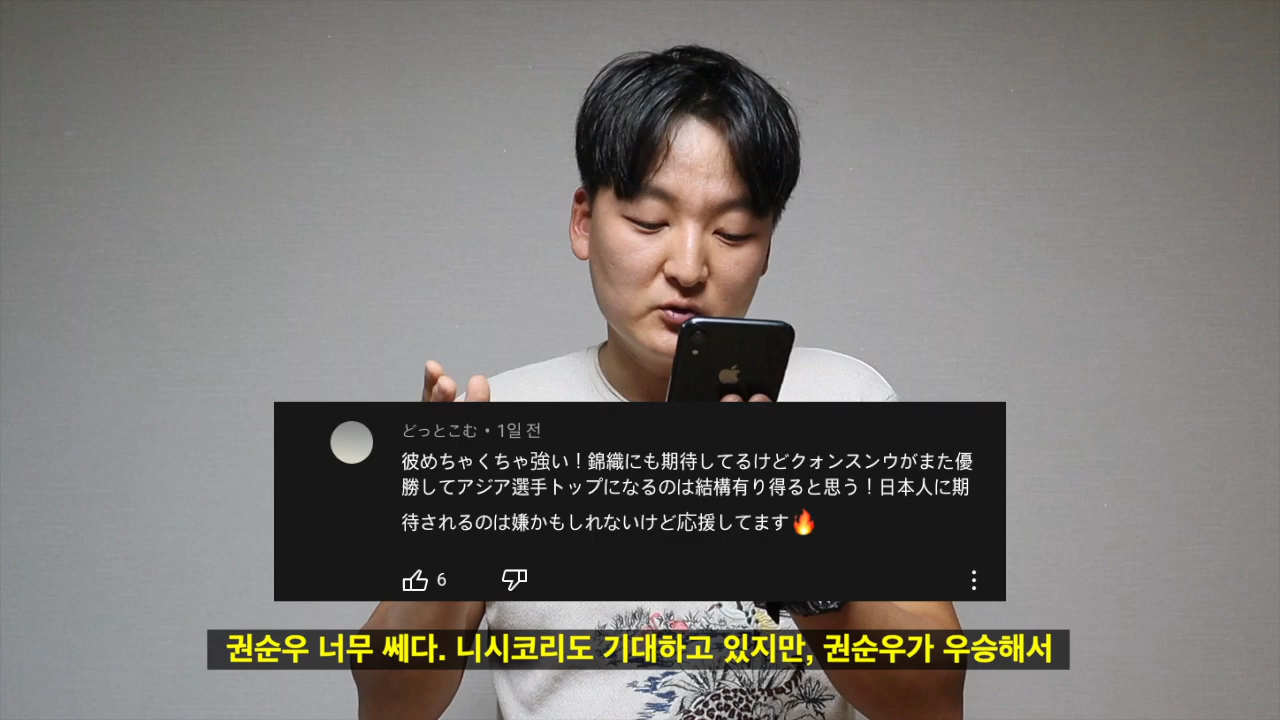 どっとこむ • 1일 전
彼めちゃくちゃ強い！錦織にも期待してるけどクォンスンウがまた優
勝してアジア選手トップになるのは結構有り得ると思う！日本人に期
待されるのは嫌かもしれないけど応援してます🔥
6
권순우 너무 쎄다. 니시코리도 기대하고 있지만, 권순우가 우승해서